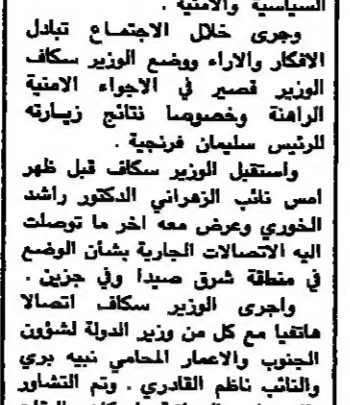 السياسية والامنية .
وجرى خلال الاجتماع تبادل
الافكار والاراء ووضع الوزير سكاف
الوزير قصير في الاجواء الامنية
الراهنة وخصوصا نتائج زيارته
للرئيس سليمان فرنجية .
واستقبل الوزير سكاف قبل ظهر
امس نائب الزهراني الدكتور راشد
الخوري وعرض معه اخر ما توصلت
اليه الاتصالات الجارية بشأن الوضع
في منطقة شرق صيدا وفي جزين .
واجرى الوزير سكاف اتصالا
هاتفيا مع كل من وزير الدولة لشؤون
الجنوب والاعمار المحامي نبيه بري
والنائب ناظم القادري . وتم التشاور